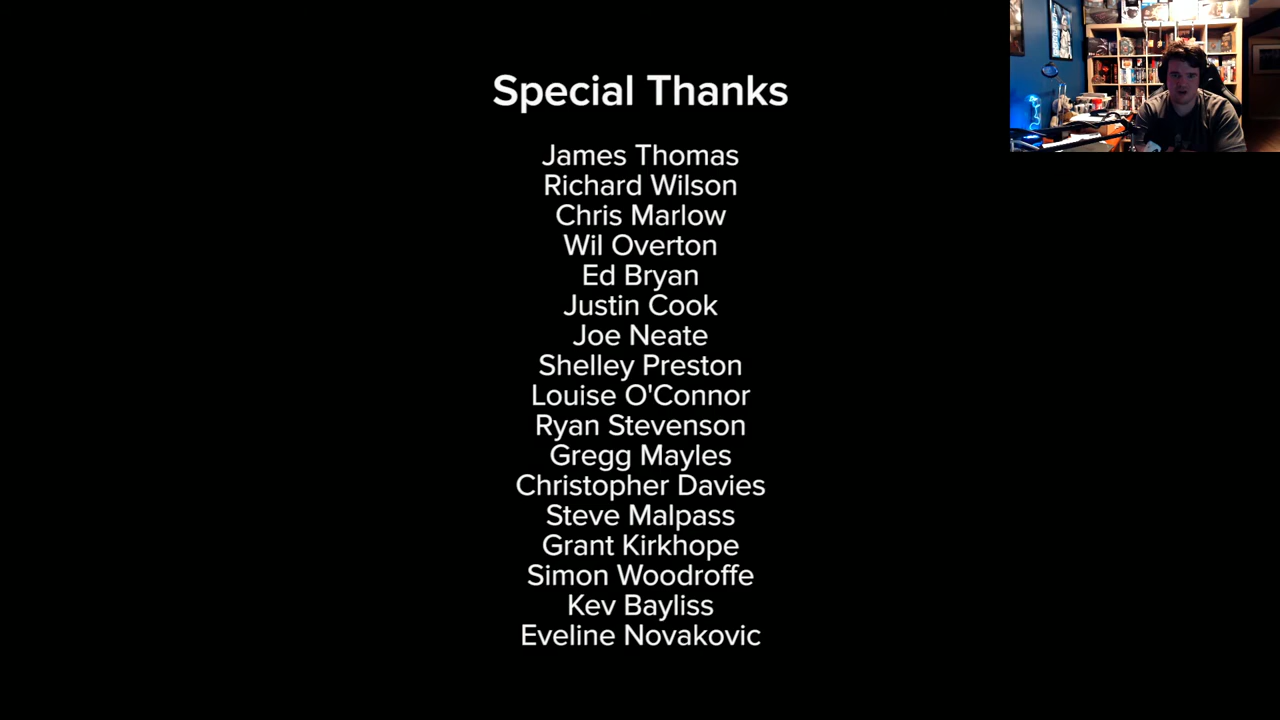 Special Thanks
James Thomas
Richard Wilson
Chris Marlow
Wil Overton
Ed Bryan
Justin Cook
Joe Neate
Shelley Preston
Louise O'Connor
Ryan Stevenson
Gregg Mayles
Christopher Davies
Steve Malpass
Grant Kirkhope
Simon Woodroffe
Kev Bayliss
Eveline Novakovic